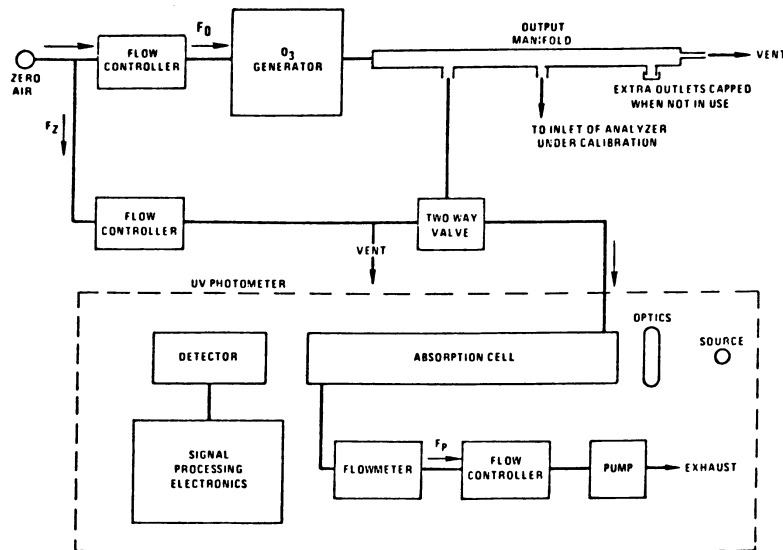 ZERO
AIR
FLOW
CONTROLLER
FO
O3
GENERATOR
OUTPUT
MANIFOLD
VENT
EXTRA OUTLETS CAPPED
WHEN NOT IN USE
TO INLET OF ANALYZER
UNDER CALIBRATION
FZ
FLOW
CONTROLLER
VENT
TWO WAY
VALVE
UV PHOTOMETER
DETECTOR
ABSORPTION CELL
OPTICS
SOURCE
SIGNAL
PROCESSING
ELECTRONICS
FLOWMETER
FP
FLOW
CONTROLLER
PUMP
EXHAUST